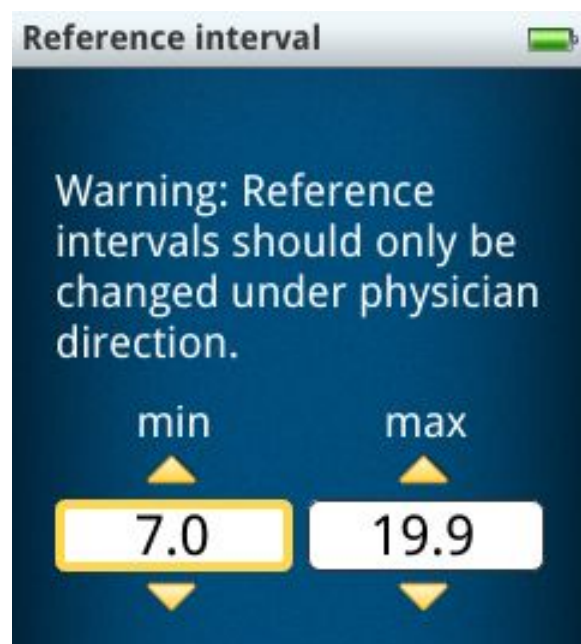 Reference interval
Warning: Reference
intervals should only be
changed under physician
direction.
min max
7.0 19.9